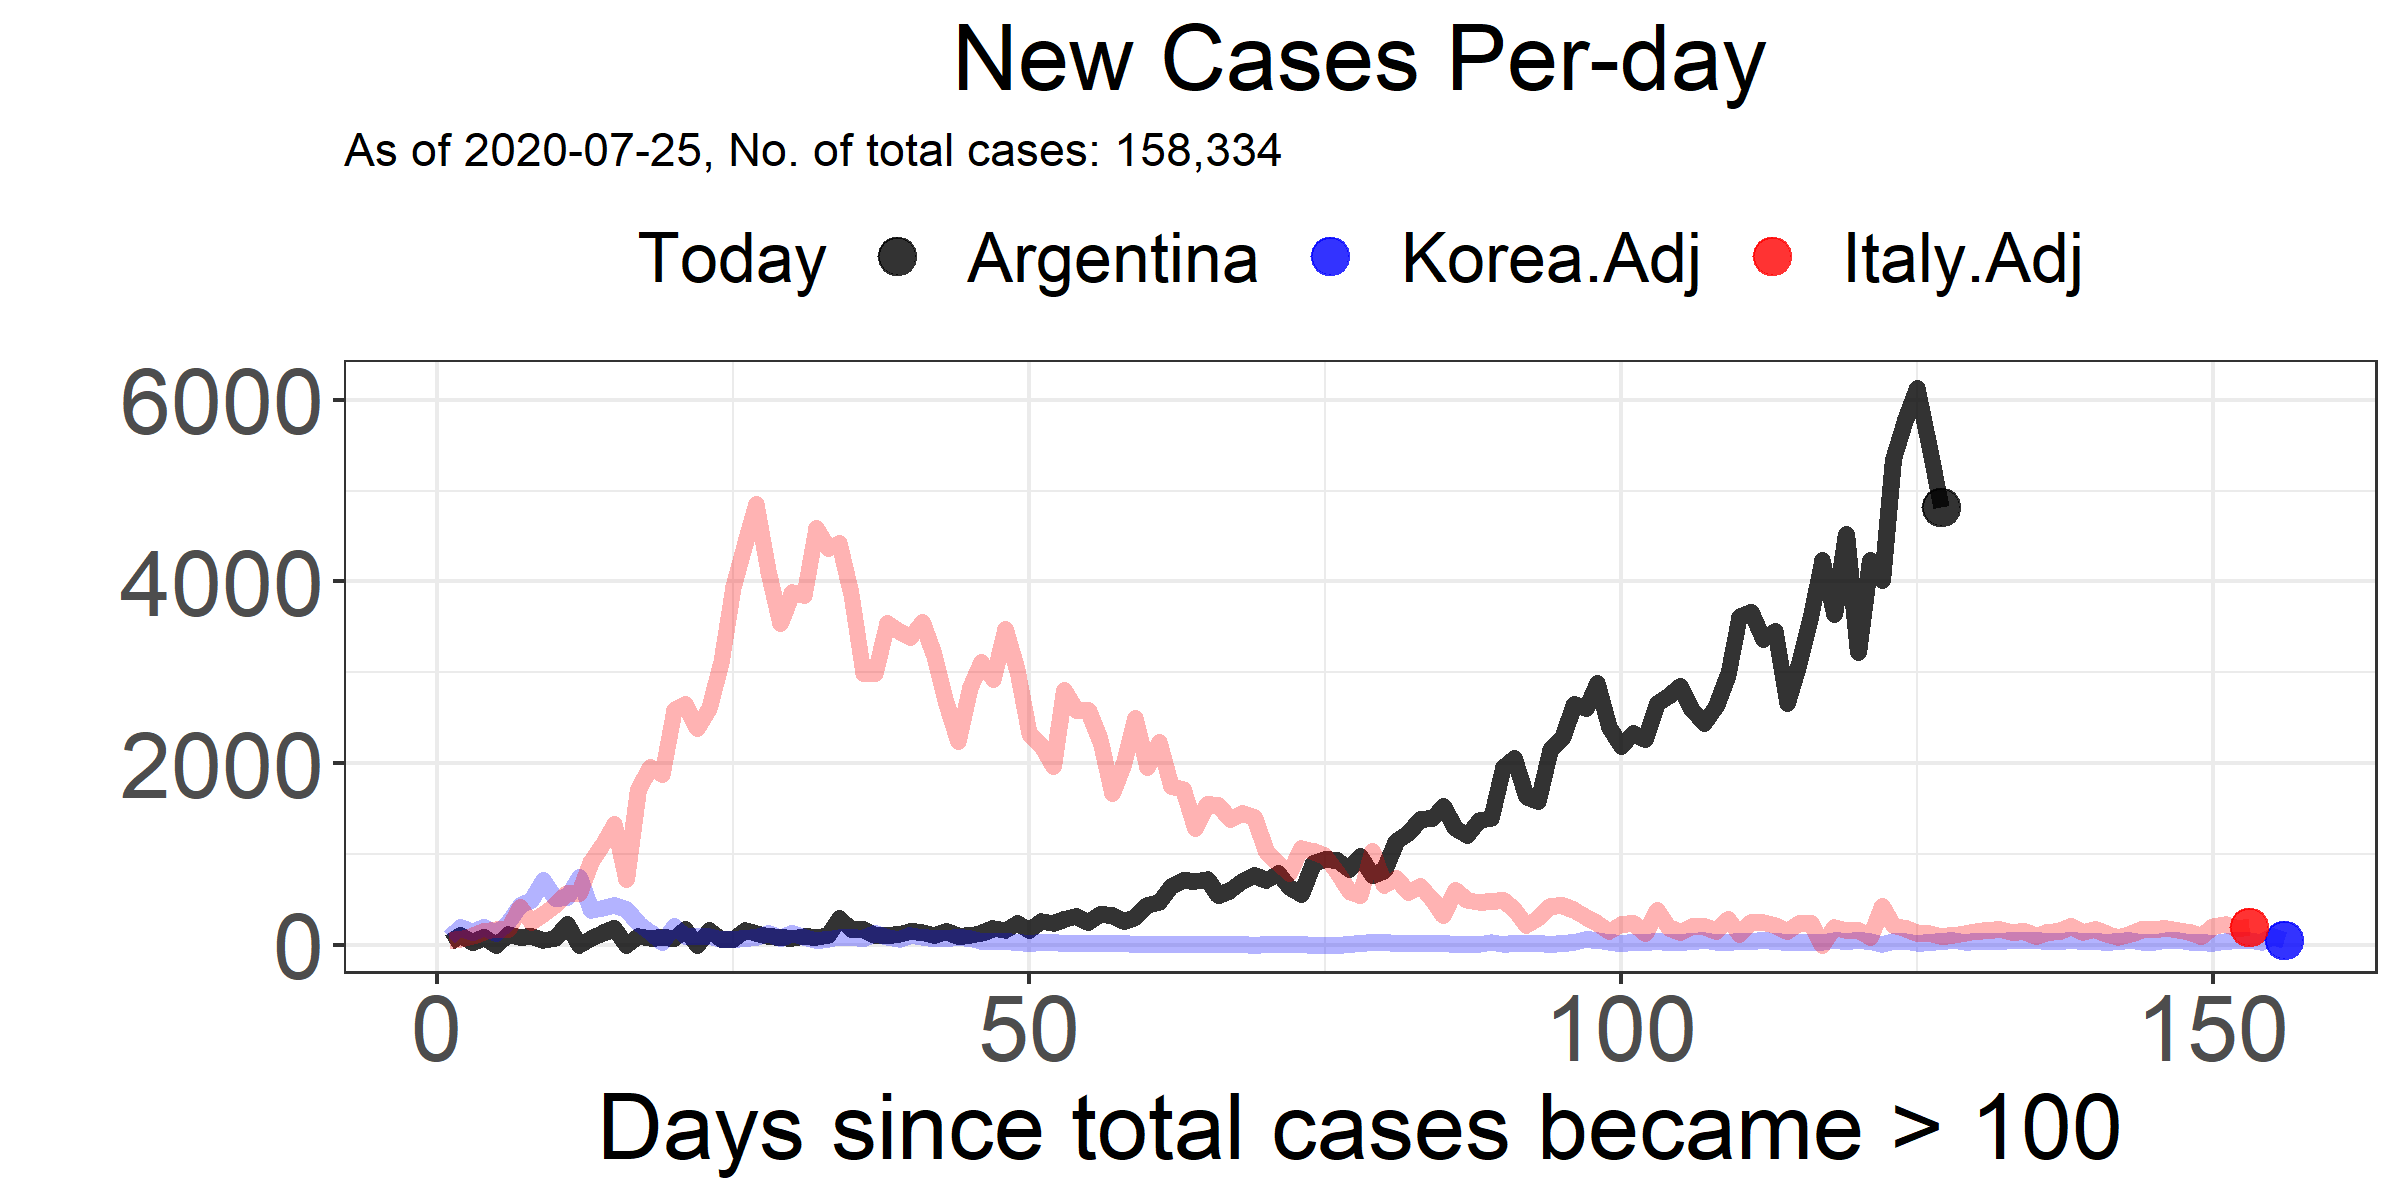 New Cases Per-day
As of 2020-07-25, No. of total cases: 158,334
Today Argentina Korea.Adj Italy.Adj
6000
4000
2000
0
0 50 100 150
Days since total cases became > 100